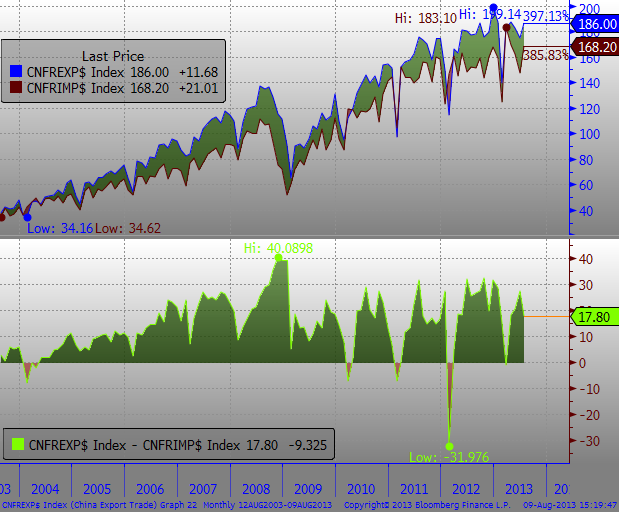 Hi: 183.10 Hi: 199.14 397.13%
200
186.00
168.20
385.83%
160
140
120
100
80
60
40
Last Price
CNFREXP$ Index 186.00 +11.68
CNFRIMP$ Index 168.20 +21.01
Low: 34.16 Low: 34.62
Hi: 40.0898
40
30
20
17.80
10
0
-10
-20
-30
CNFREXP$ Index - CNFRIMP$ Index 17.80 -9.325
Low: -31.976
03 2004 2005 2006 2007 2008 2009 2010 2011 2012 2013 20
CNFREXP$ Index (China Export Trade) Graph 22 Monthly 12AUG2003-09AUG2013 Copyright© 2013 Bloomberg Finance L.P. 09-Aug-2013 15:19:47